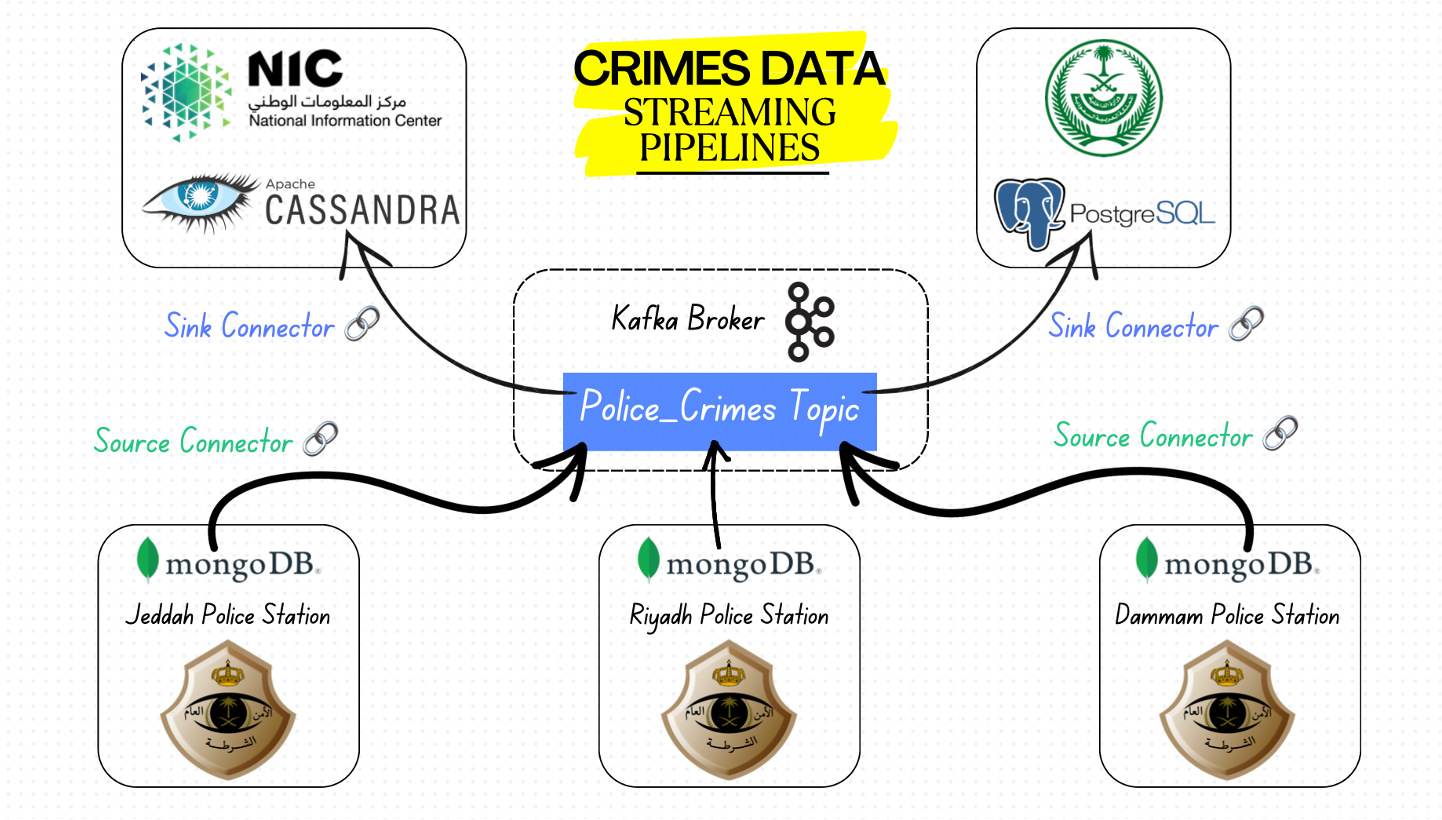 NIC
مركز المعلومات الوطني
National Information Center
Apache
CASSANDRA
CRIMES DATA
STREAMING
PIPELINES
PostgreSQL
Kafka Broker
Police_Crimes Topic
Sink Connector
Sink Connector
Source Connector
Source Connector
mongoDB®
Jeddah Police Station
الأمن العام
الشرطة
mongoDB®
Riyadh Police Station
الأمن العام
الشرطة
mongoDB®
Dammam Police Station
الأمن العام
الشرطة